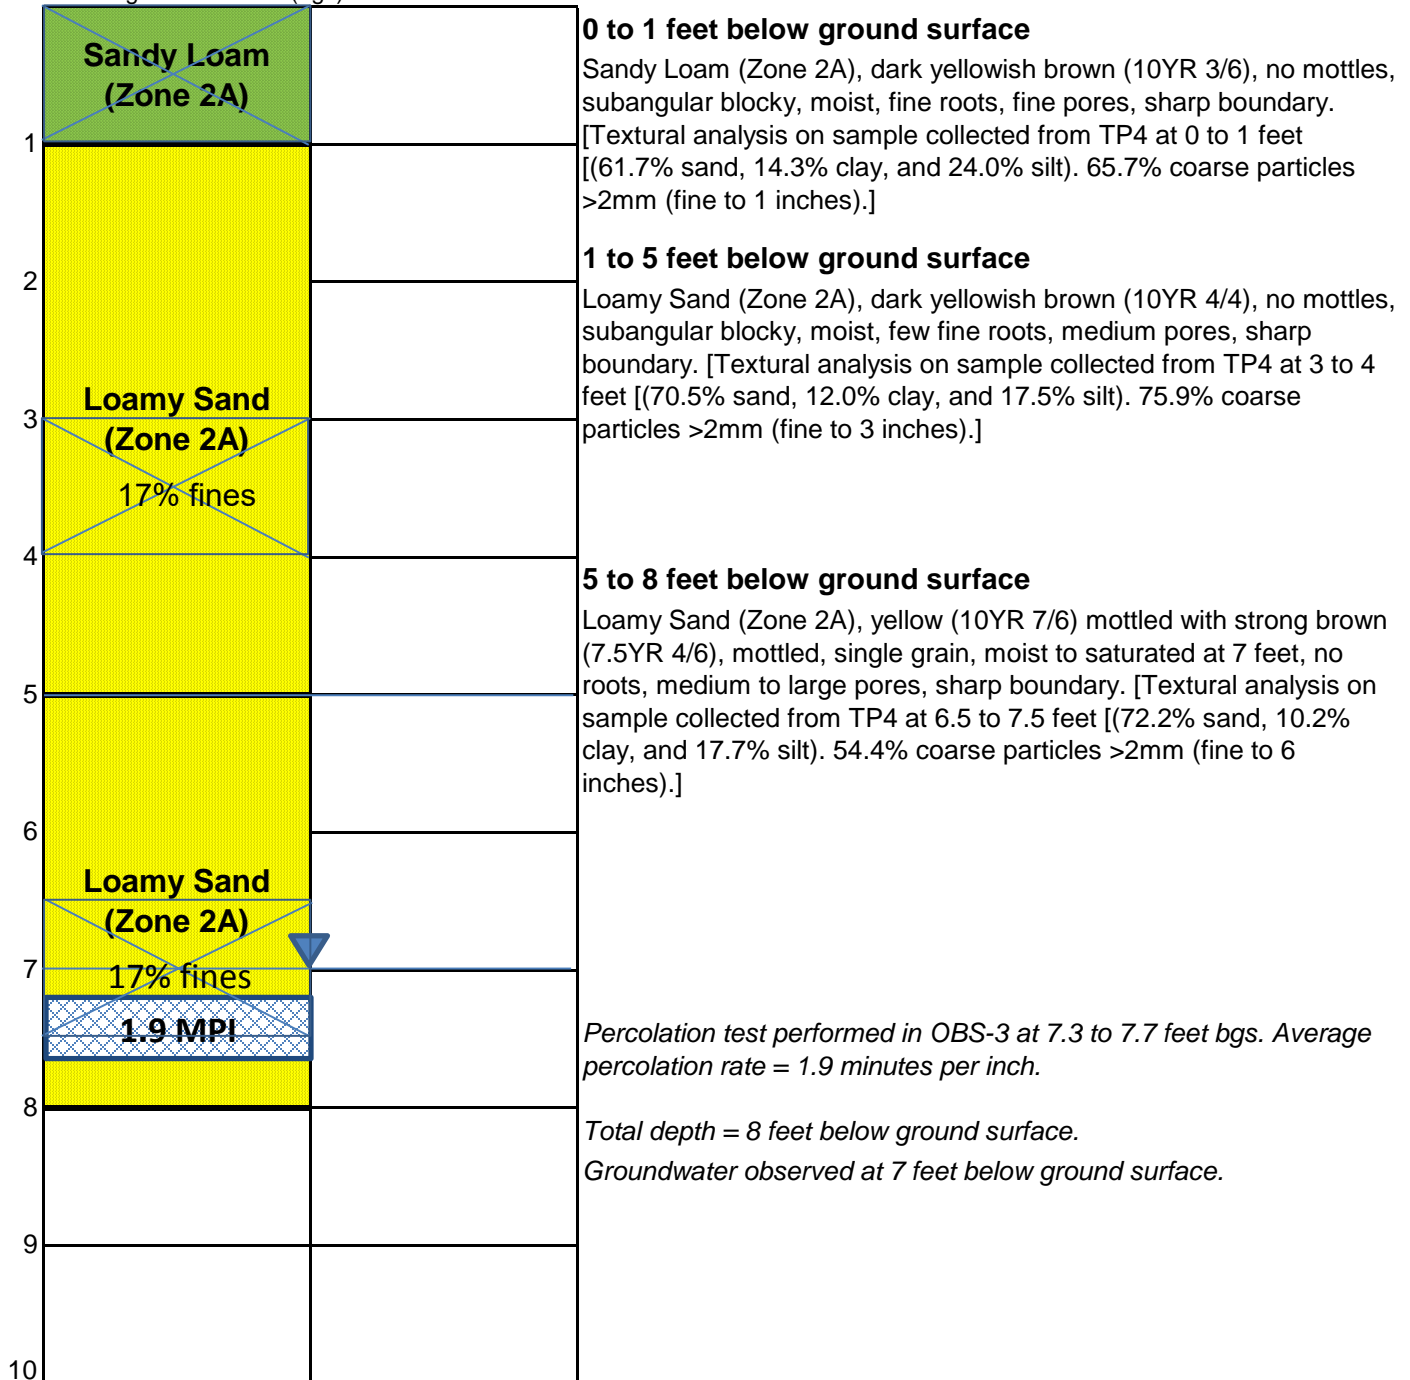 Sandy Loam
(Zone 2A)
1
2
Loamy Sand
3
(Zone 2A)
17% fines
4
5
6
Loamy Sand
(Zone 2A)
7
17% fines
1.9 MPI
8
9
10
0 to 1 feet below ground surface
Sandy Loam (Zone 2A), dark yellowish brown (10YR 3/6), no mottles,
subangular blocky, moist, fine roots, fine pores, sharp boundary.
[Textural analysis on sample collected from TP4 at 0 to 1 feet
[(61.7% sand, 14.3% clay, and 24.0% silt). 65.7% coarse particles
>2mm (fine to 1 inches).]
1 to 5 feet below ground surface
Loamy Sand (Zone 2A), dark yellowish brown (10YR 4/4), no mottles,
subangular blocky, moist, few fine roots, medium pores, sharp
boundary. [Textural analysis on sample collected from TP4 at 3 to 4
feet [(70.5% sand, 12.0% clay, and 17.5% silt). 75.9% coarse
particles >2mm (fine to 3 inches).]
5 to 8 feet below ground surface
Loamy Sand (Zone 2A), yellow (10YR 7/6) mottled with strong brown
(7.5YR 4/6), mottled, single grain, moist to saturated at 7 feet, no
roots, medium to large pores, sharp boundary. [Textural analysis on
sample collected from TP4 at 6.5 to 7.5 feet [(72.2% sand, 10.2%
clay, and 17.7% silt). 54.4% coarse particles >2mm (fine to 6
inches).]
Percolation test performed in OBS-3 at 7.3 to 7.7 feet bgs. Average
percolation rate = 1.9 minutes per inch.
Total depth = 8 feet below ground surface.
Groundwater observed at 7 feet below ground surface.